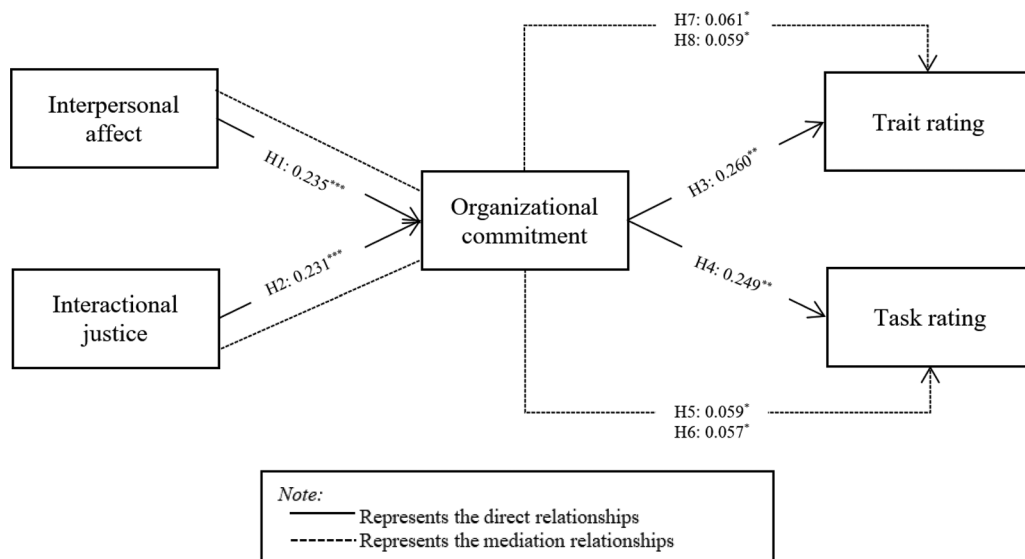 H7: 0.061*
H8: 0.059*
Interpersonal
affect
Trait rating
H1: 0.235***
H3: 0.260**
Organizational
commitment
H2: 0.231***
H4: 0.249**
Interactional
justice
Task rating
H5: 0.059*
H6: 0.057*
Note:
Represents the direct relationships
Represents the mediation relationships